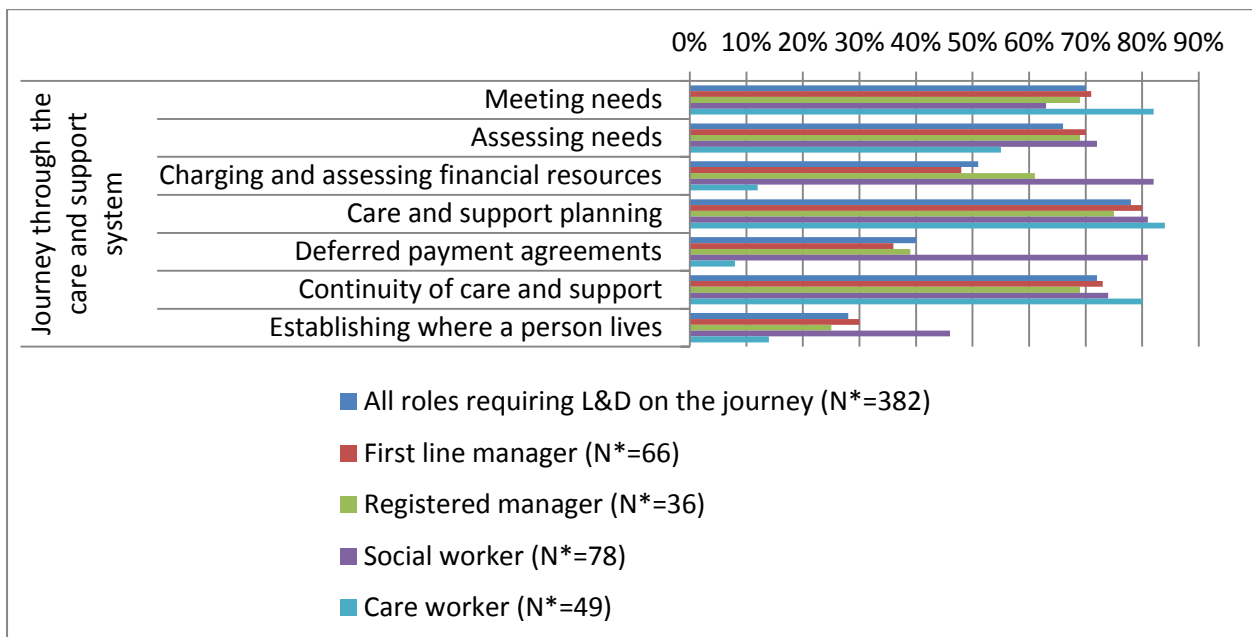 0% 10% 20% 30% 40% 50% 60% 70% 80% 90%
Journey through the
care and support
system
Meeting needs
Assessing needs
Charging and assessing financial resources
Care and support planning
Deferred payment agreements
Continuity of care and support
Establishing where a person lives
All roles requiring L&D on the journey (N*=382)
First line manager (N*=66)
Registered manager (N*=36)
Social worker (N*=78)
Care worker (N*=49)